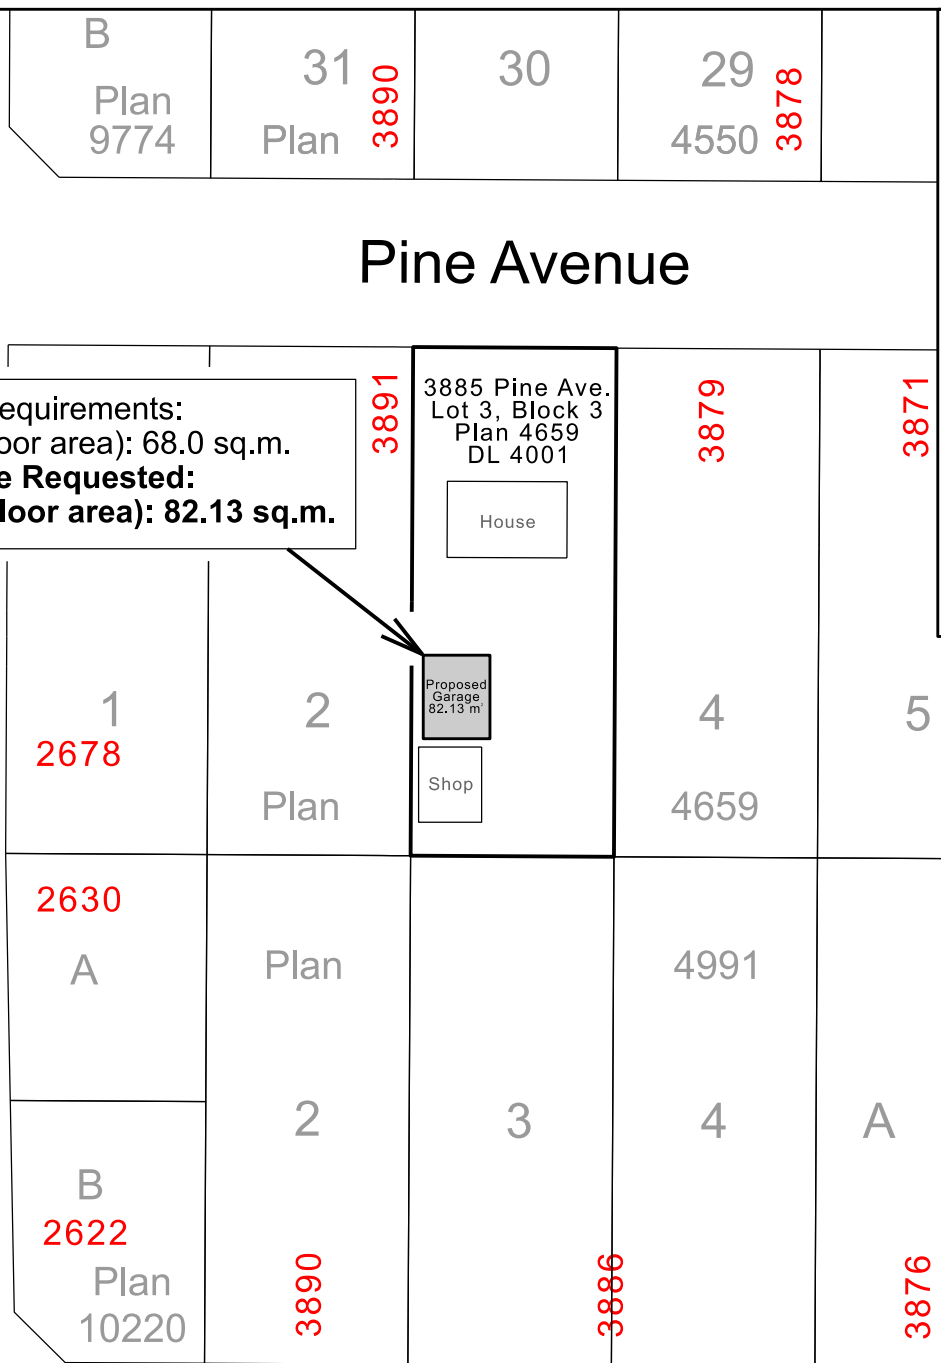 B
Plan
9774
31
Plan
3890
30
29
4550
3878
Pine Avenue
equirements:
oor area): 68.0 sq.m.
e Requested:
loor area): 82.13 sq.m.
3891
3885 Pine Ave.
Lot 3, Block 3
Plan 4659
DL 4001
House
3879
3871
Proposed
Garage
82.13 m²
Shop
1
2678
2
Plan
4
4659
5
2630
A
Plan
4991
2
3
4
A
B
2622
Plan
10220
3890
3886
3876